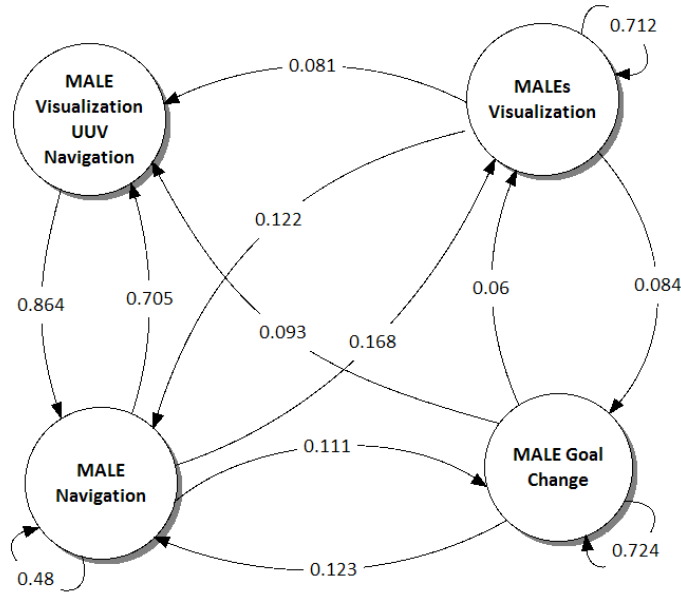 0.712
MALE
Visualization
UUV
Navigation
0.081
MALEs
Visualization
0.122
0.864
0.705
0.06
0.084
0.093
0.168
MALE
Navigation
0.111
MALE Goal
Change
0.48
0.123
0.724